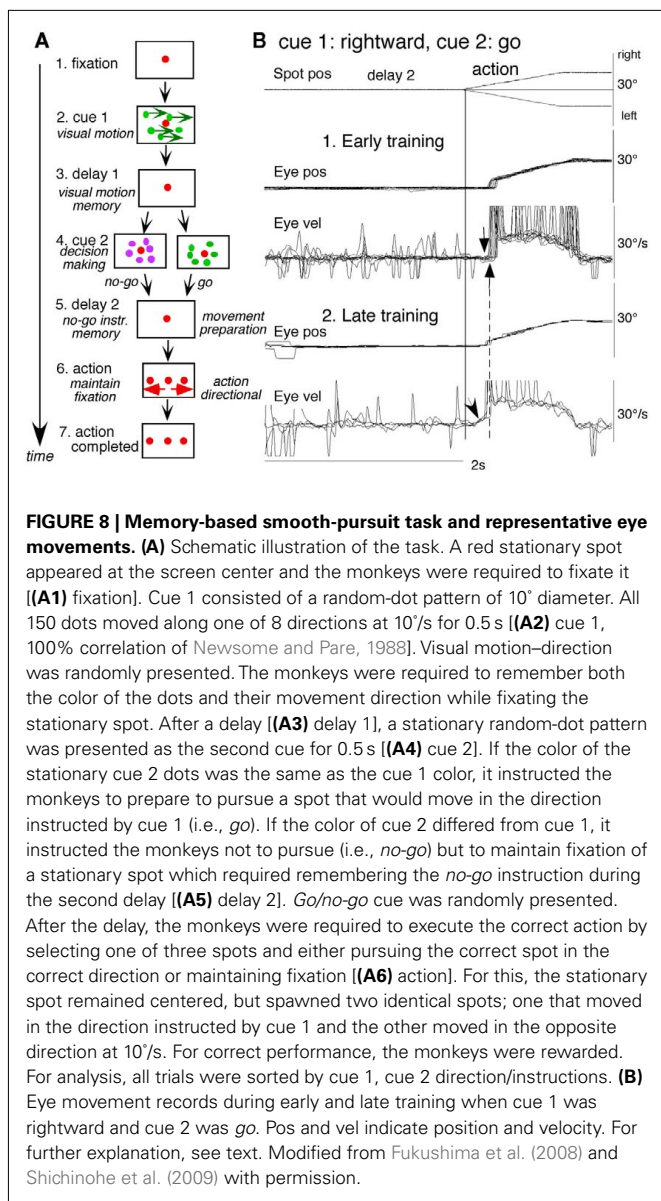 A
1. fixation
2. cue 1
visual motion
3. delay 1
visual motion
memory
4. cue 2
decision
making
no-go
go
5. delay 2
no-go instr.
memory
movement
preparation
6. action
maintain
fixation
action
directional
7. action
completed
time
B cue 1: rightward, cue 2: go
Spot pos delay 2 action
right
30°
left
1. Early training
Eye pos
30°
Eye vel
30°/s
2. Late training
Eye pos
30°
Eye vel
30°/s
2s
FIGURE 8 | Memory-based smooth-pursuit task and representative eye
movements. (A) Schematic illustration of the task. A red stationary spot
appeared at the screen center and the monkeys were required to fixate it
[(A1) fixation]. Cue 1 consisted of a random-dot pattern of 10° diameter. All
150 dots moved along one of 8 directions at 10°/s for 0.5 s [(A2) cue 1,
100% correlation of Newsome and Pare, 1988]. Visual motion–direction
was randomly presented. The monkeys were required to remember both
the color of the dots and their movement direction while fixating the
stationary spot. After a delay [(A3) delay 1], a stationary random-dot pattern
was presented as the second cue for 0.5 s [(A4) cue 2]. If the color of the
stationary cue 2 dots was the same as the cue 1 color, it instructed the
monkeys to prepare to pursue a spot that would move in the direction
instructed by cue 1 (i.e., go). If the color of cue 2 differed from cue 1, it
instructed the monkeys not to pursue (i.e., no-go) but to maintain fixation of
a stationary spot which required remembering the no-go instruction during
the second delay [(A5) delay 2]. Go/no-go cue was randomly presented.
After the delay, the monkeys were required to execute the correct action by
selecting one of three spots and either pursuing the correct spot in the
correct direction or maintaining fixation [(A6) action]. For this, the stationary
spot remained centered, but spawned two identical spots; one that moved
in the direction instructed by cue 1 and the other moved in the opposite
direction at 10°/s. For correct performance, the monkeys were rewarded.
For analysis, all trials were sorted by cue 1, cue 2 direction/instructions. (B)
Eye movement records during early and late training when cue 1 was
rightward and cue 2 was go. Pos and vel indicate position and velocity. For
further explanation, see text. Modified from Fukushima et al. (2008) and
Shichinohe et al. (2009) with permission.